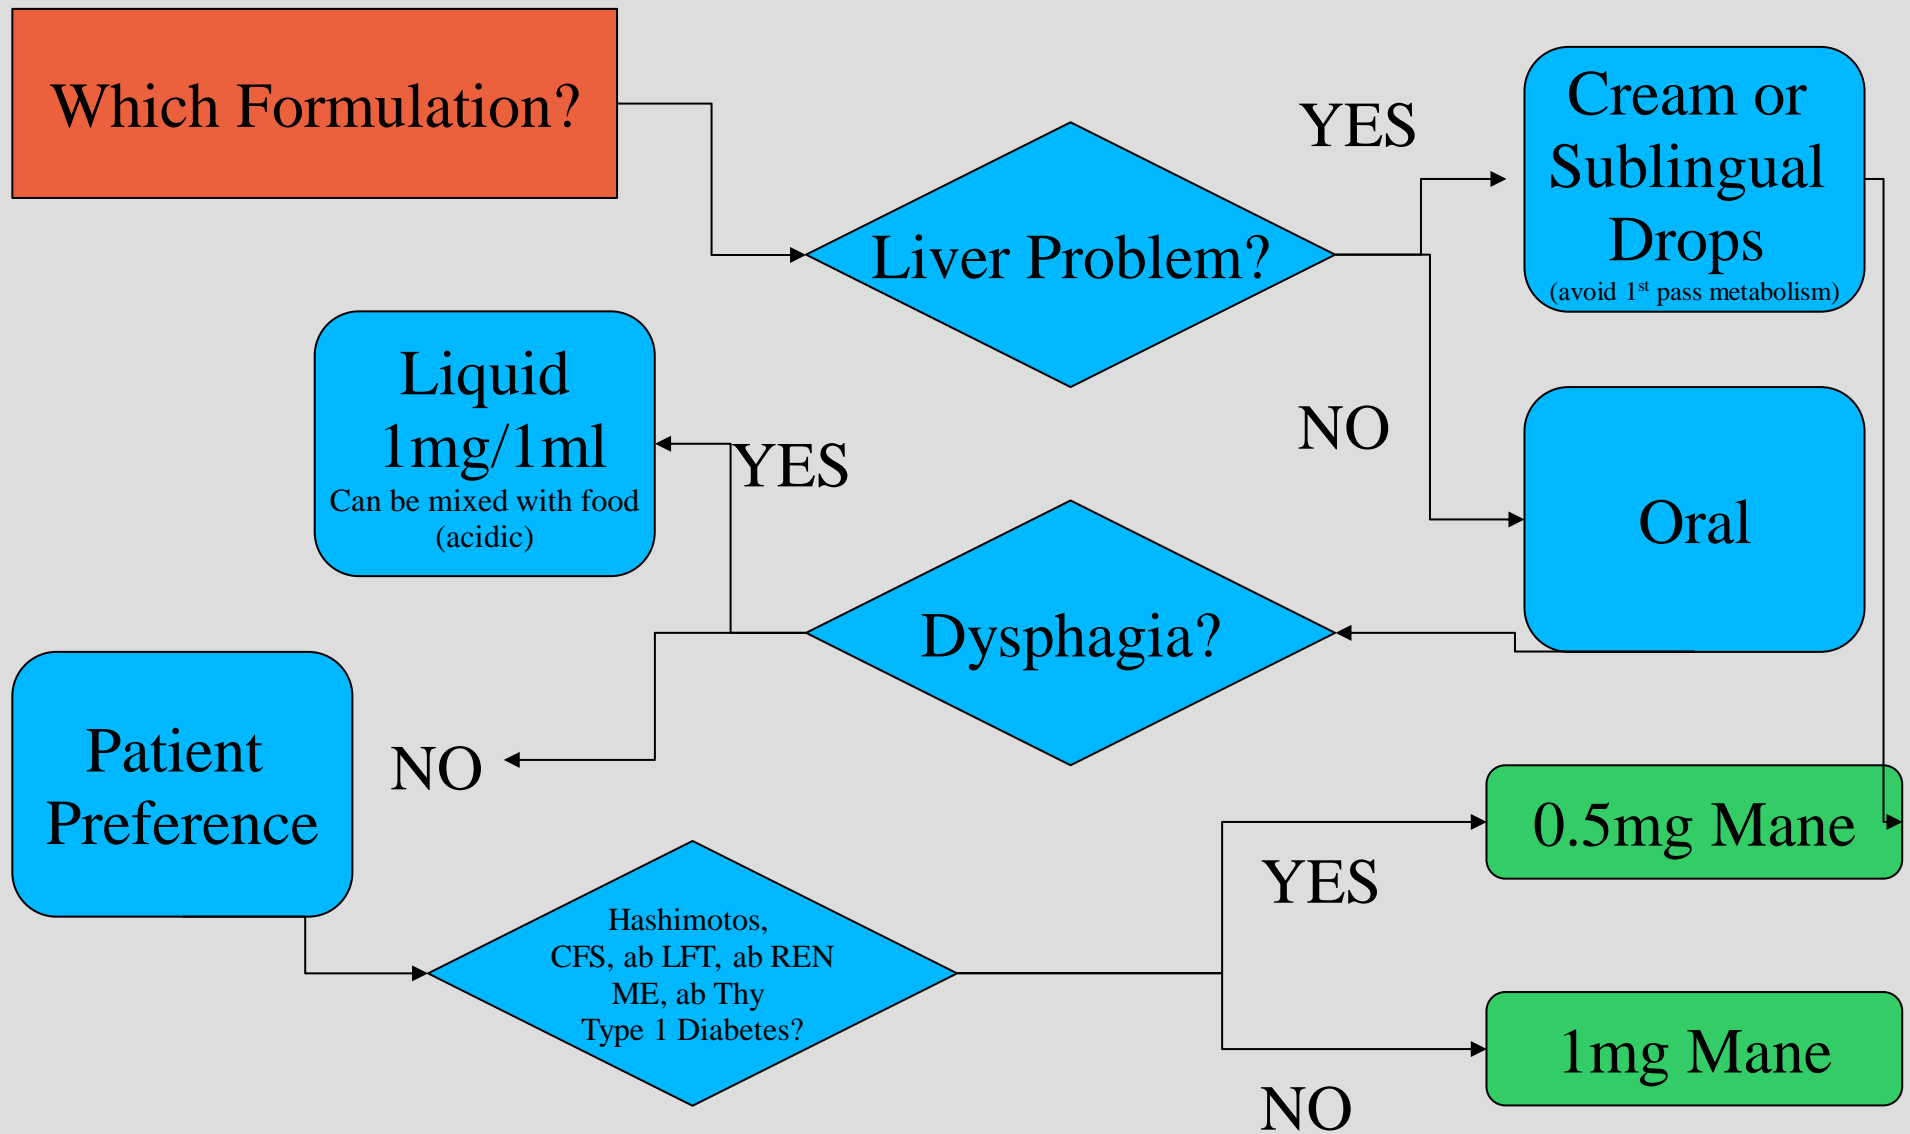 Which Formulation?
Liver Problem?
YES
Cream or
Sublingual
Drops
(avoid 1st pass metabolism)
NO
Oral
Dysphagia?
YES
Liquid
1mg/1ml
Can be mixed with food
(acidic)
NO
Patient
Preference
Hashimotos,
CFS, ab LFT, ab REN
ME, ab Thy
Type 1 Diabetes?
YES
0.5mg Mane
NO
1mg Mane